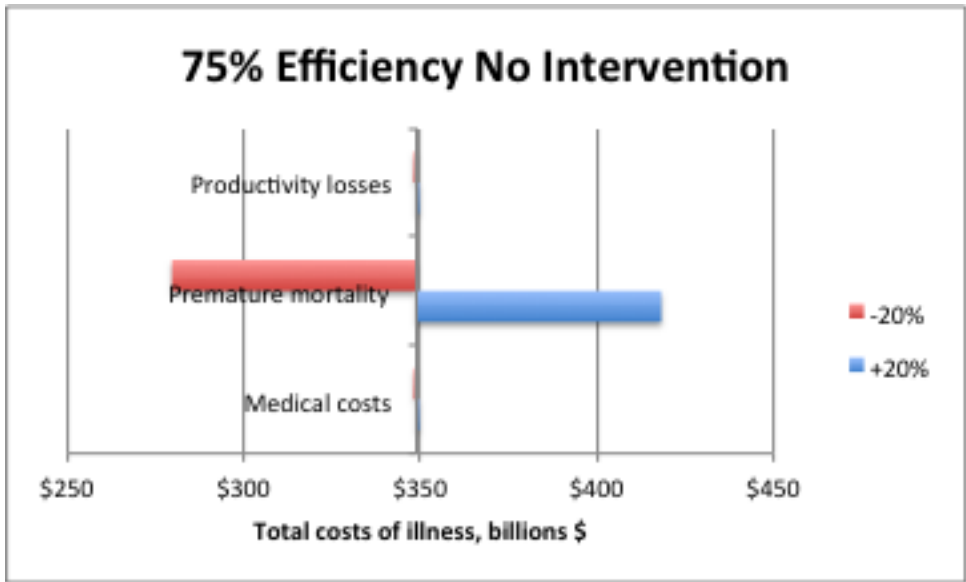 75% Efficiency No Intervention
Productivity losses
Premature mortality
Medical costs
-20%
+20%
$250 $300 $350 $400 $450
Total costs of illness, billions $